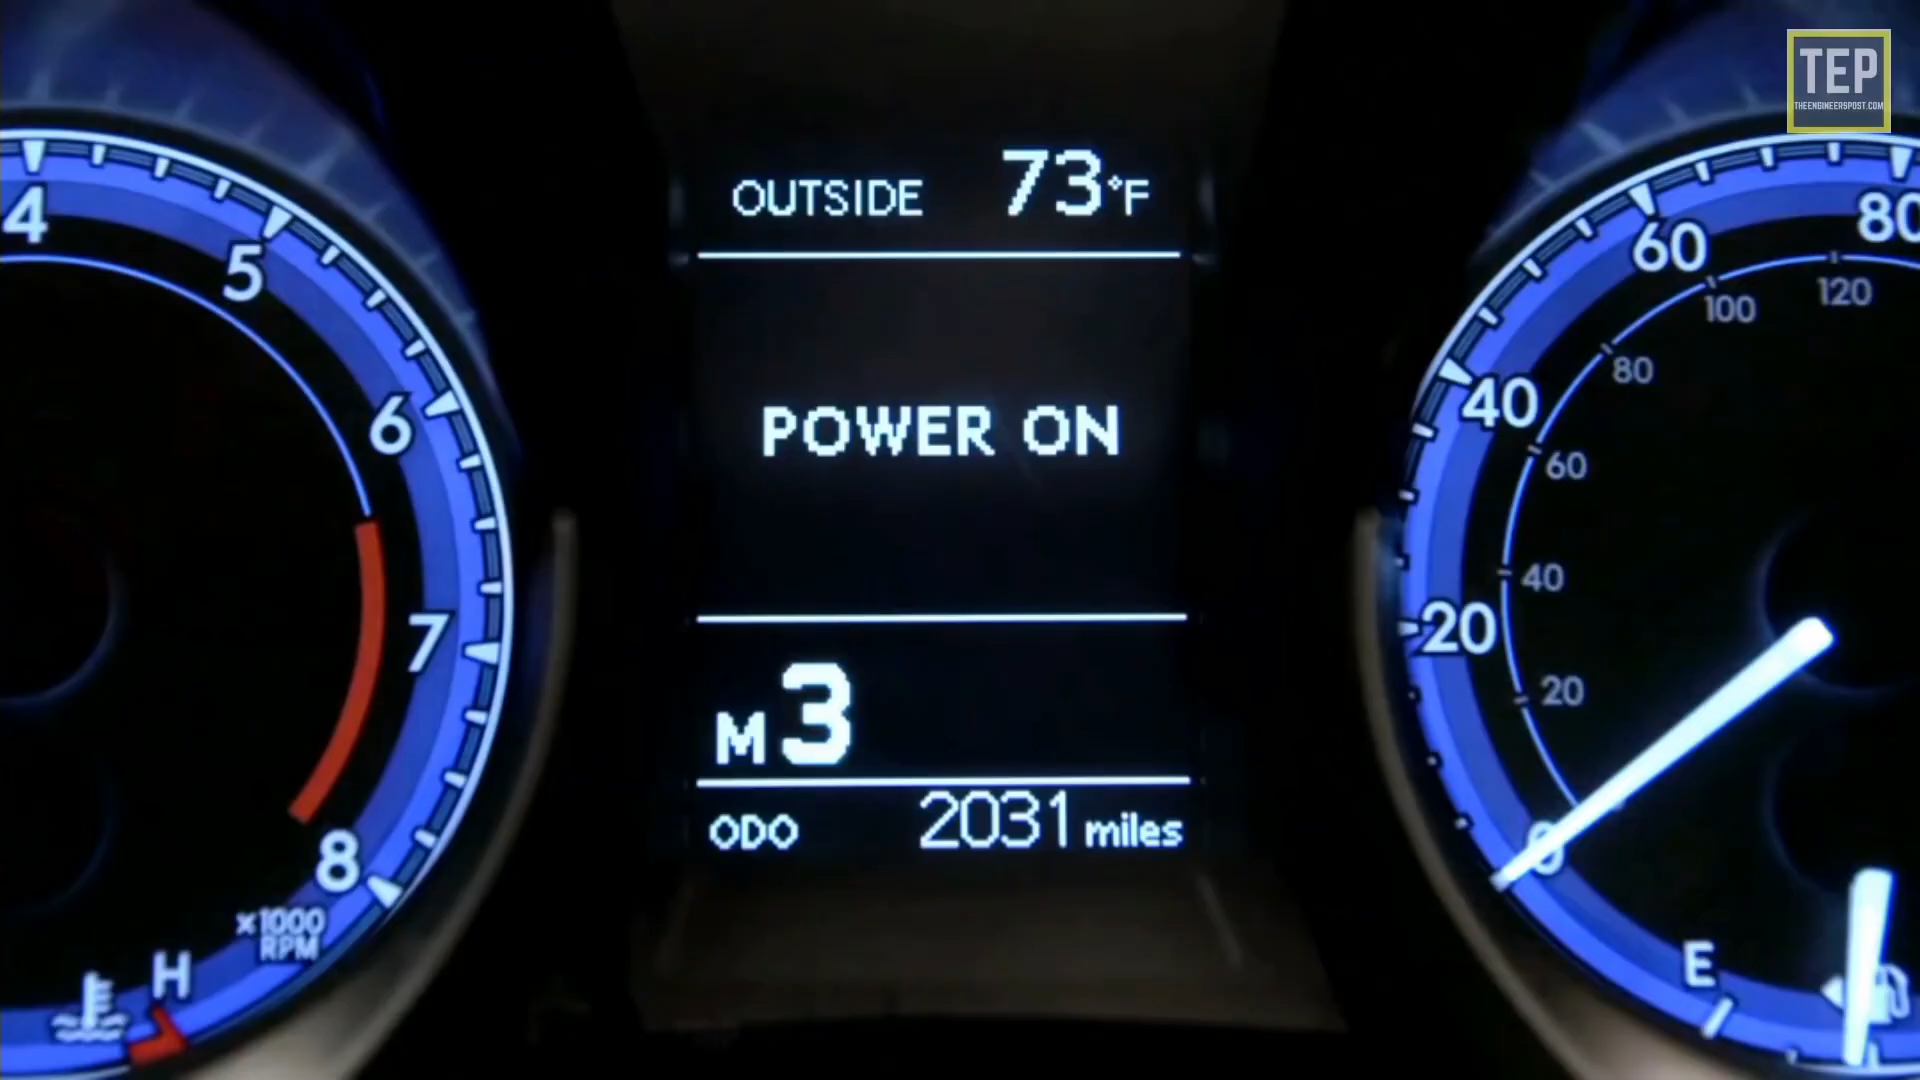 TEP
THEENGINEERSPOST.COM
OUTSIDE 73°F
POWER ON
M 3
ODO 2031 miles
4
5
6
7
8
x1000
RPM
H
80
60
40
20
0
120
100
80
60
40
20
E